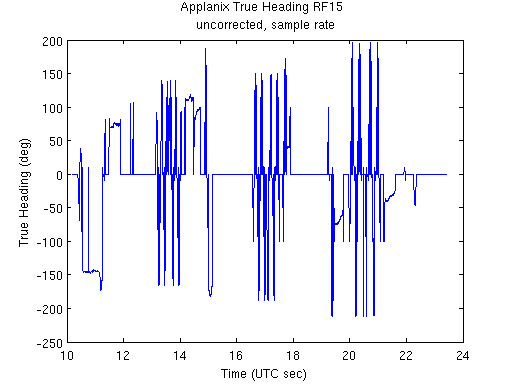 Applanix True Heading RF15
uncorrected, sample rate
200
150
100
50
0
-50
-100
-150
-200
-250
True Heading (deg)
10 12 14 16 18 20 22 24
Time (UTC sec)